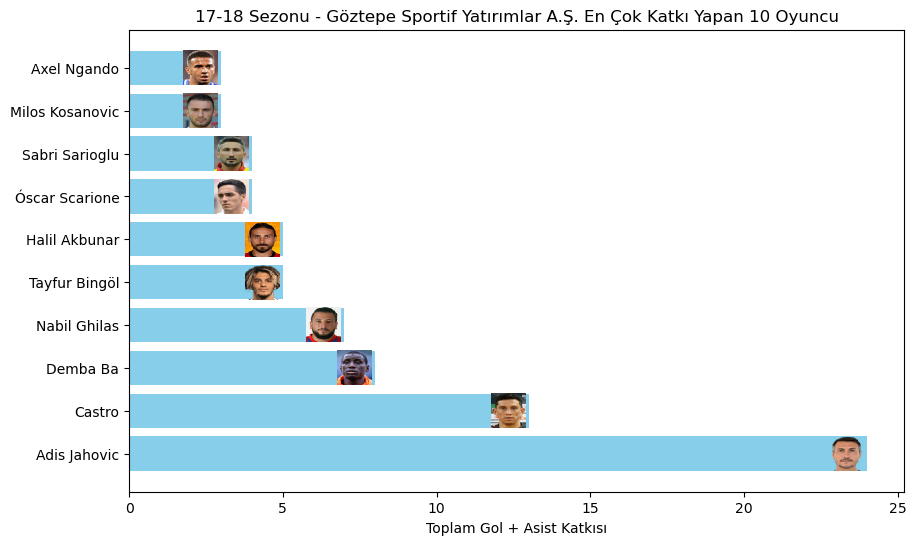 17-18 Sezonu - Göztepe Sportif Yatırımlar A.Ş. En Çok Katkı Yapan 10 Oyuncu
Axel Ngando
Milos Kosanovic
Sabri Sarioglu
Óscar Scarione
Halil Akbunar
Tayfur Bingöl
Nabil Ghilas
Demba Ba
Castro
Adis Jahovic
0 5 10 15 20 25
Toplam Gol + Asist Katkısı